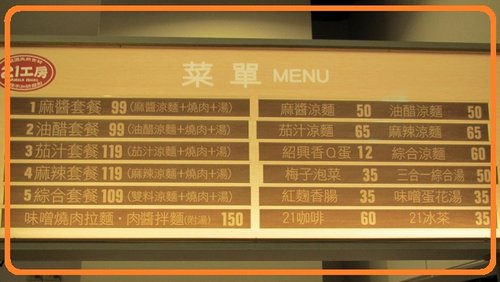 21工房
菜單 MENU
1 麻醬套餐 99 (麻醬涼麵+燒肉+湯)
2 油醋套餐 99 (油醋涼麵+燒肉+湯)
3 茄汁套餐 119 (茄汁涼麵+燒肉+湯)
4 麻辣套餐 119 (麻辣涼麵+燒肉+湯)
5 綜合套餐 109 (雙料涼麵+燒肉+湯)
味噌燒肉拉麵・肉醬拌麵(附湯) 150
麻醬涼麵 50 油醋涼麵 50
茄汁涼麵 65 麻辣涼麵 65
紹興香Q蛋 12 綜合涼麵 60
梅子泡菜 35 三合一綜合湯 50
紅麴香腸 35 味噌蛋花湯 35
21咖啡 60 21冰茶 35